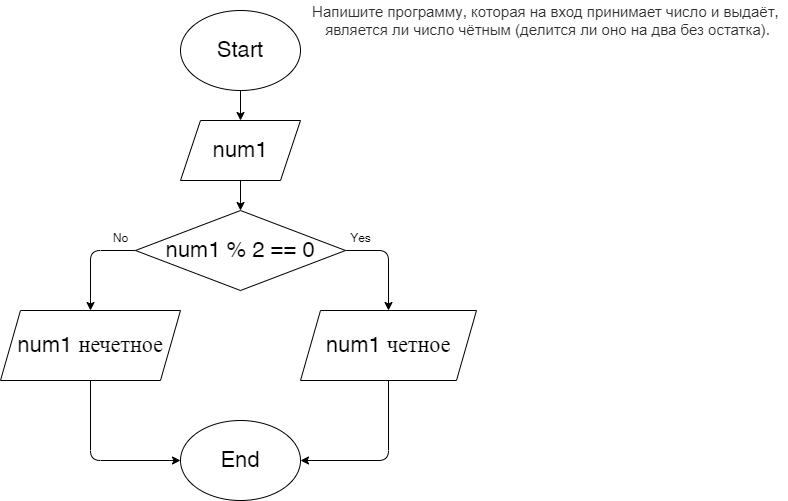 Напишите программу, которая на вход принимает число и выдаёт,
является ли число чётным (делится ли оно на два без остатка).
Start
num1
num1 % 2 == 0
No
Yes
num1 нечетное
num1 четное
End